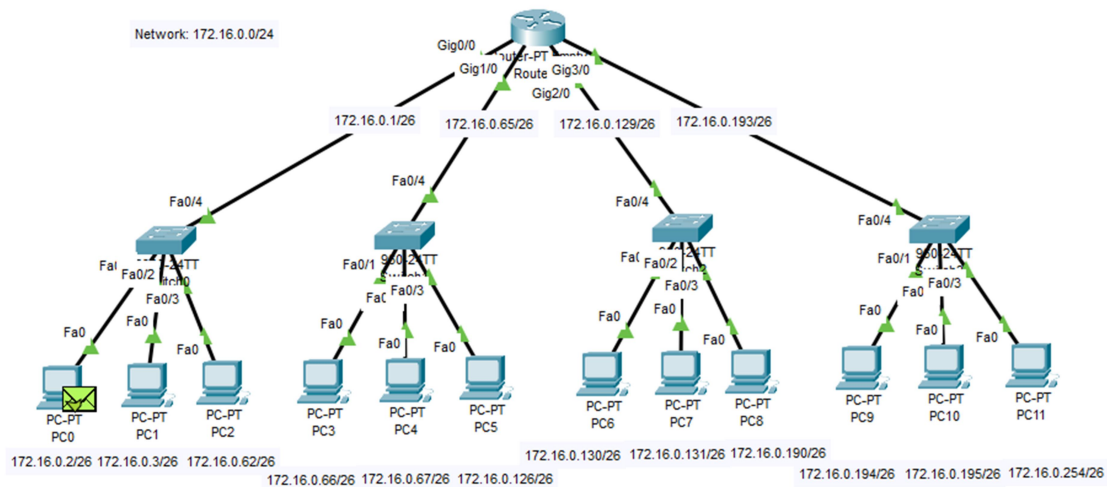 Network: 172.16.0.0/24
Gig0/0
Gig1/0
Gig3/0
Gig2/0
172.16.0.1/26
172.16.0.65/26
172.16.0.129/26
172.16.0.193/26
Fa0/4
Fa0/4
Fa0/4
Fa0/4
Fa0/2
Fa0/3
Fa0/1
Fa0/3
Fa0/2
Fa0/3
Fa0/1
Fa0/3
Fa0
Fa0
Fa0
Fa0
Fa0
Fa0
Fa0
Fa0
Fa0
Fa0
Fa0
Fa0
PC-PT
PC0
PC-PT
PC1
PC-PT
PC2
PC-PT
PC3
PC-PT
PC4
PC-PT
PC5
PC-PT
PC6
PC-PT
PC7
PC-PT
PC8
PC-PT
PC9
PC-PT
PC10
PC-PT
PC11
172.16.0.2/26
172.16.0.3/26
172.16.0.62/26
172.16.0.66/26
172.16.0.67/26
172.16.0.126/26
172.16.0.130/26
172.16.0.131/26
172.16.0.190/26
172.16.0.194/26
172.16.0.195/26
172.16.0.254/26